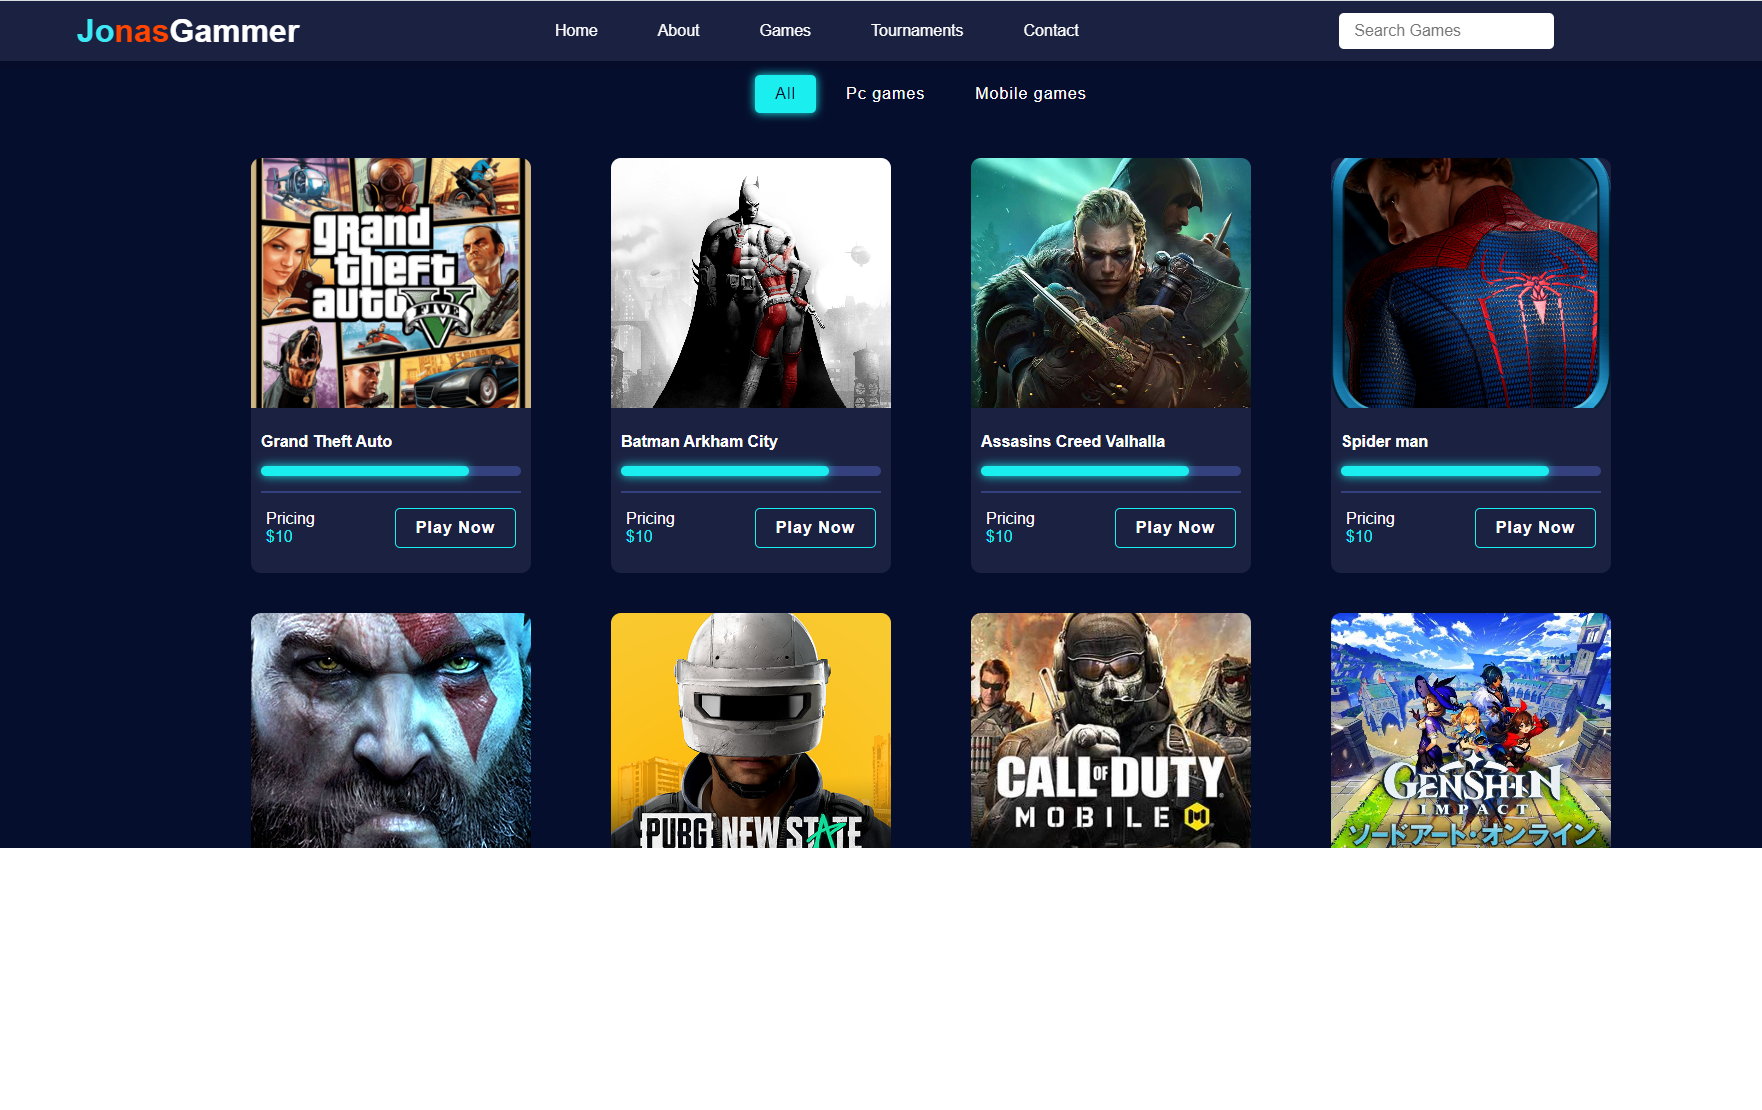 JonasGammer
Home
About
Games
Tournaments
Contact
Search Games
All
Pc games
Mobile games
grand
theft
auto
FIVE
V
Grand Theft Auto
Batman Arkham City
Assasins Creed Valhalla
Spider man
Pricing
$10
Play Now
Pricing
$10
Play Now
Pricing
$10
Play Now
Pricing
$10
Play Now
PUBG NEW STATE
CALL OF DUTY
MOBILE
GENSHIN
IMPACT
ソードアート・オンライン